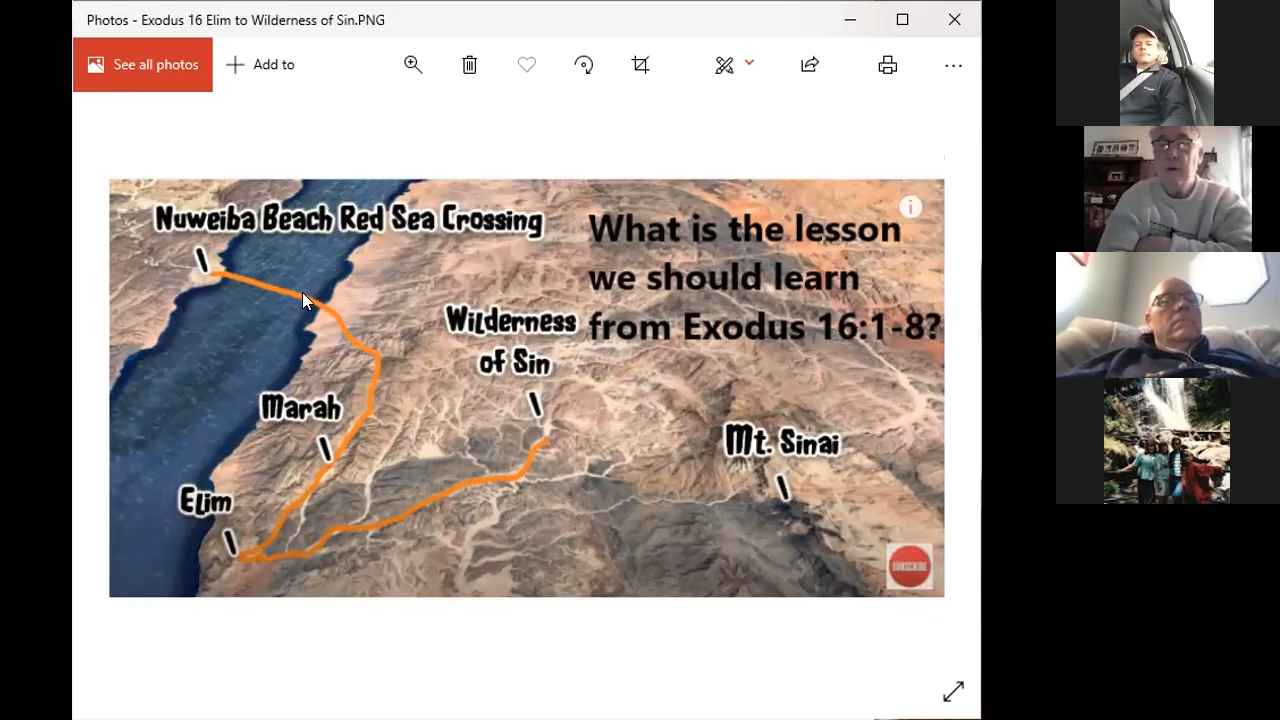 Photos - Exodus 16 Elim to Wilderness of Sin.PNG
See all photos
Add to
Nuweiba Beach Red Sea Crossing
What is the lesson
we should learn
from Exodus 16:1-8?
Wilderness
of Sin
Marah
Mt. Sinai
Elim
SUBSCRIBE